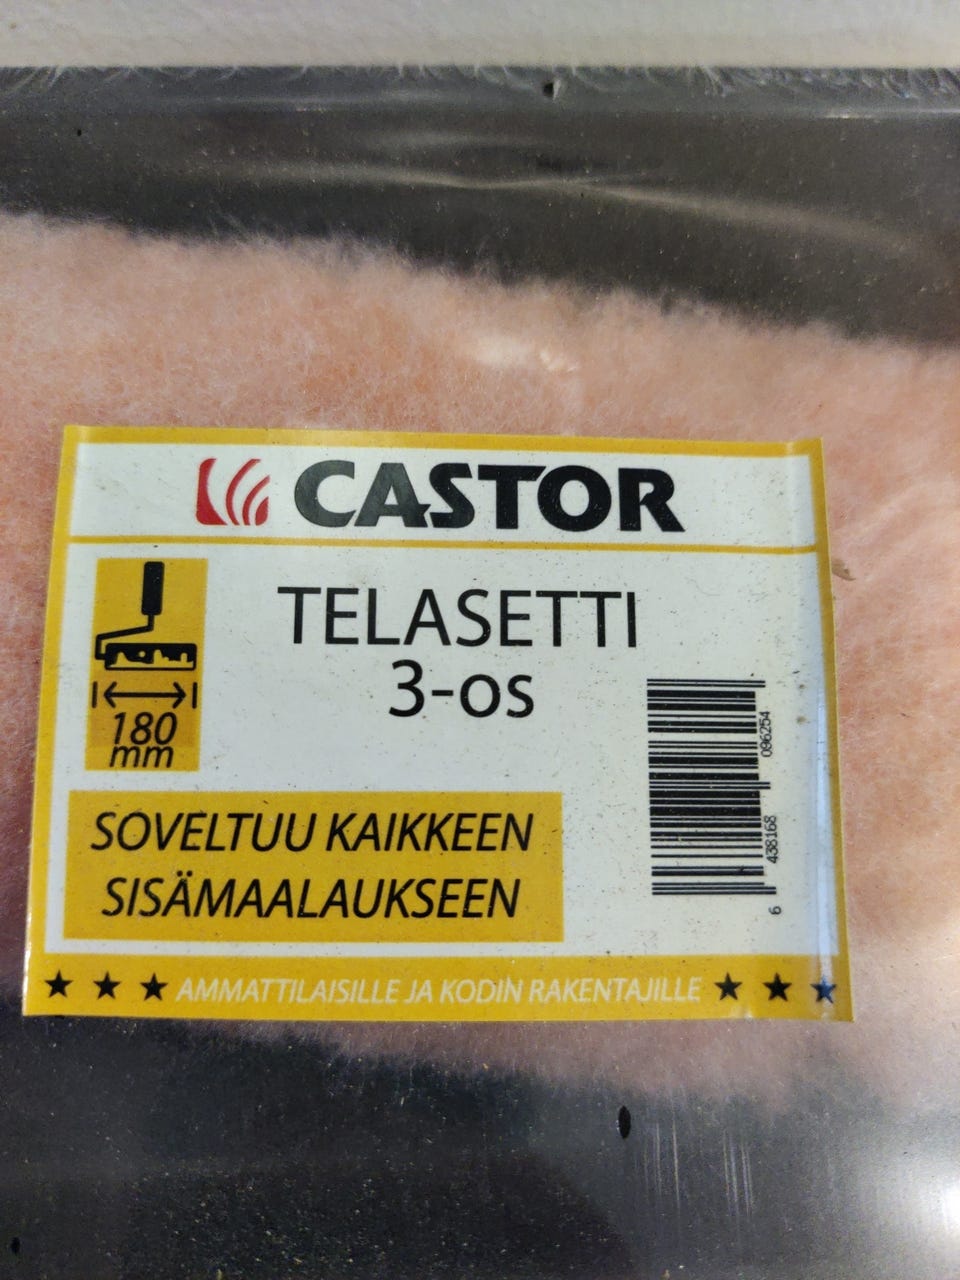 CASTOR
TELASETTI
3-os
180
mm
SOVELTUU KAIKKEEN
SISÄMAALAUKSEEN
6 438168 096254
AMMATTILAISILLE JA KODIN RAKENTAJILLE